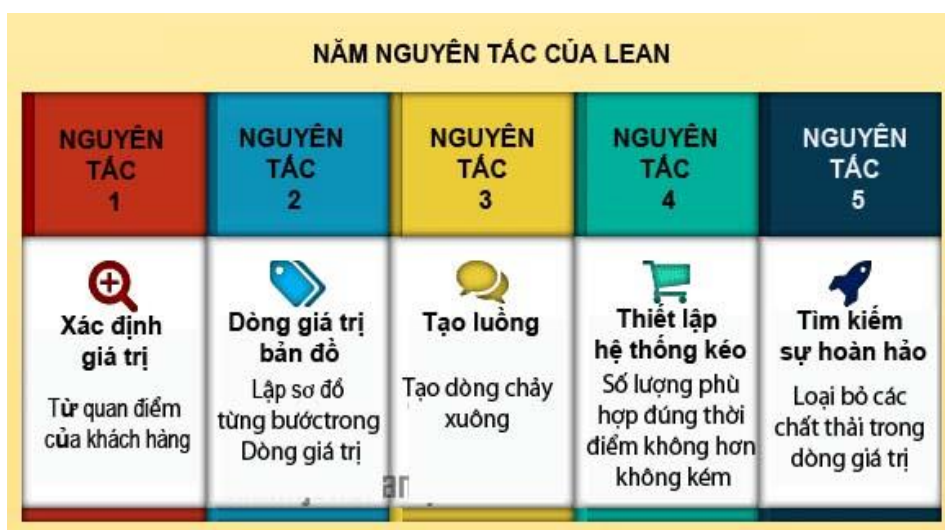 NĂM NGUYÊN TẮC CỦA LEAN
NGUYÊN
TẮC
1
Xác định
giá trị
Từ quan điểm
của khách hàng
NGUYÊN
TẮC
2
Dòng giá trị
bản đồ
Lập sơ đồ
từng bướctrong
Dòng giá trị
NGUYÊN
TẮC
3
Tạo luồng
Tạo dòng chảy
xuông
NGUYÊN
TẮC
4
Thiết lập
hệ thống kéo
Số lượng phù
hợp đúng thời
điểm không hơn
không kém
NGUYÊN
TẮC
5
Tìm kiếm
sự hoàn hảo
Loại bỏ các
chất thải trong
dòng giá trị